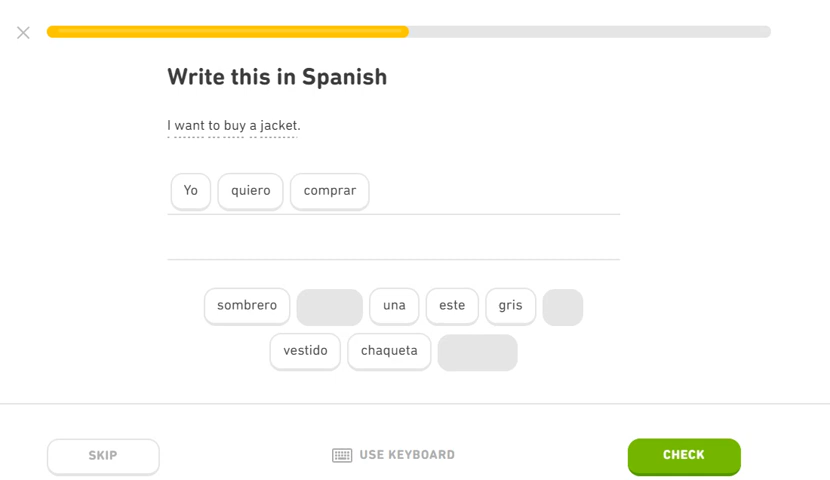 Write this in Spanish
I want to buy a jacket.
Yo quiero comprar
sombrero una este gris
vestido chaqueta
SKIP USE KEYBOARD CHECK